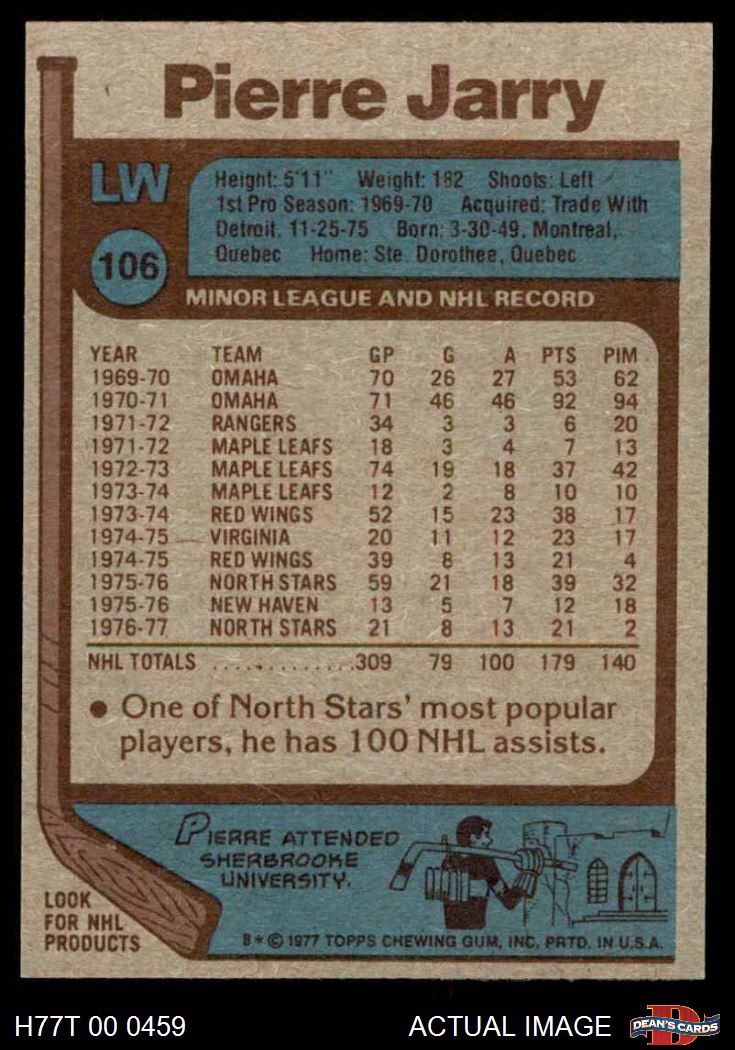 Pierre Jarry
LW
106
Height: 5'11" Weight: 182 Shoots: Left
1st Pro Season: 1969-70 Acquired: Trade With
Detroit, 11-25-75 Born: 3-30-49, Montreal,
Quebec Home: Ste. Dorothee, Quebec
MINOR LEAGUE AND NHL RECORD
YEAR TEAM GP G A PTS PIM
1969-70 OMAHA 70 26 27 53 62
1970-71 OMAHA 71 46 46 92 94
1971-72 RANGERS 34 3 3 6 20
1971-72 MAPLE LEAFS 18 3 4 7 13
1972-73 MAPLE LEAFS 74 19 18 37 42
1973-74 MAPLE LEAFS 12 2 8 10 10
1973-74 RED WINGS 52 15 23 38 17
1974-75 VIRGINIA 20 11 12 23 17
1974-75 RED WINGS 39 8 13 21 4
1975-76 NORTH STARS 59 21 18 39 32
1975-76 NEW HAVEN 13 5 7 12 18
1976-77 NORTH STARS 21 8 13 21 2
NHL TOTALS .............309 79 100 179 140
• One of North Stars' most popular
players, he has 100 NHL assists.
PIERRE ATTENDED
SHERBROOKE
UNIVERSITY.
LOOK
FOR NHL
PRODUCTS
B * © 1977 TOPPS CHEWING GUM, INC. PRTD. IN U.S.A.
H77T 00 0459
ACTUAL IMAGE
D
DEAN'S CARDS